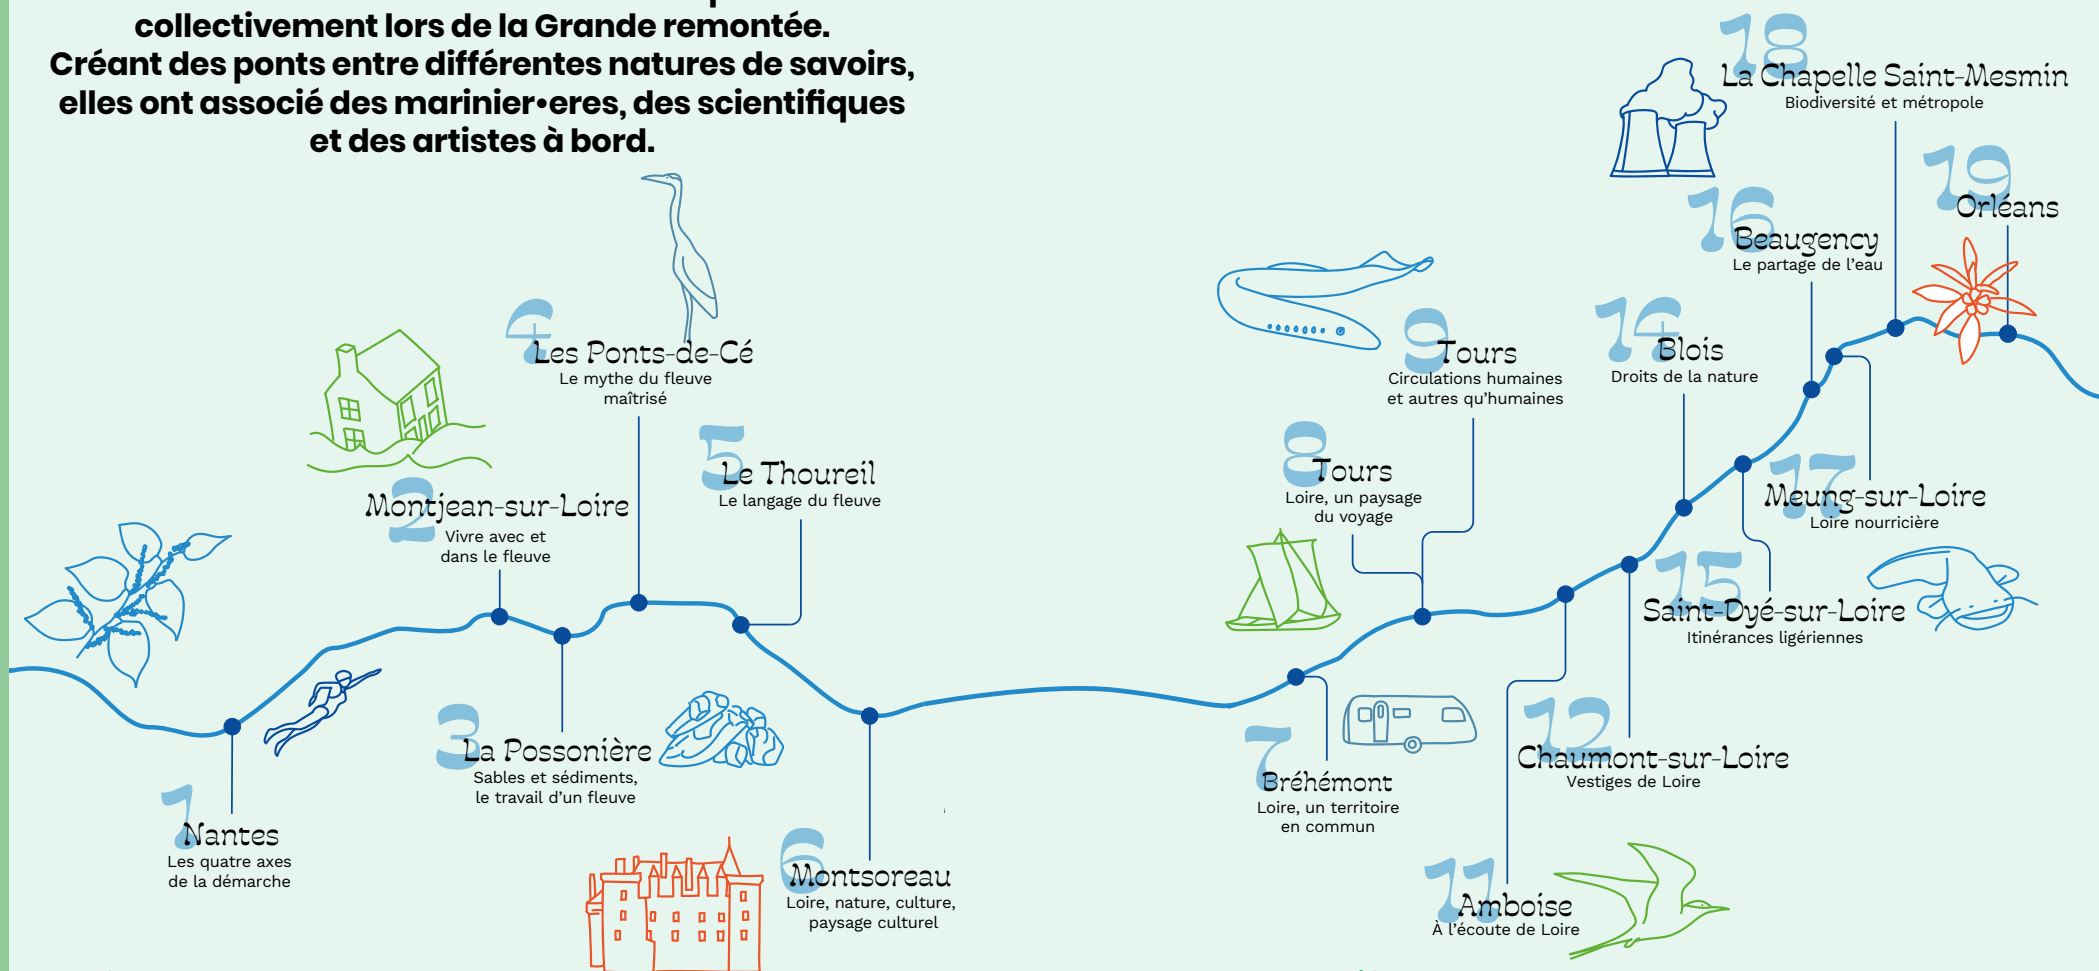 collectivement lors de la Grande remontée.
Créant des ponts entre différentes natures de savoirs,
elles ont associé des marinier•eres, des scientifiques
et des artistes à bord.
1
Nantes
Les quatre axes
de la démarche
2
Montjean-sur-Loire
Vivre avec et
dans le fleuve
3
La Possonière
Sables et sédiments,
le travail d’un fleuve
4
Les Ponts-de-Cé
Le mythe du fleuve
maîtrisé
5
Le Thoureil
Le langage du fleuve
6
Montsoreau
Loire, nature, culture,
paysage culturel
7
Bréhémont
Loire, un territoire
en commun
8
Tours
Loire, un paysage
du voyage
9
Tours
Circulations humaines
et autres qu’humaines
11
Amboise
À l’écoute de Loire
12
Chaumont-sur-Loire
Vestiges de Loire
14
Blois
Droits de la nature
15
Saint-Dyé-sur-Loire
Itinérances ligériennes
16
Beaugency
Le partage de l’eau
17
Meung-sur-Loire
Loire nourricière
18
La Chapelle Saint-Mesmin
Biodiversité et métropole
19
Orléans